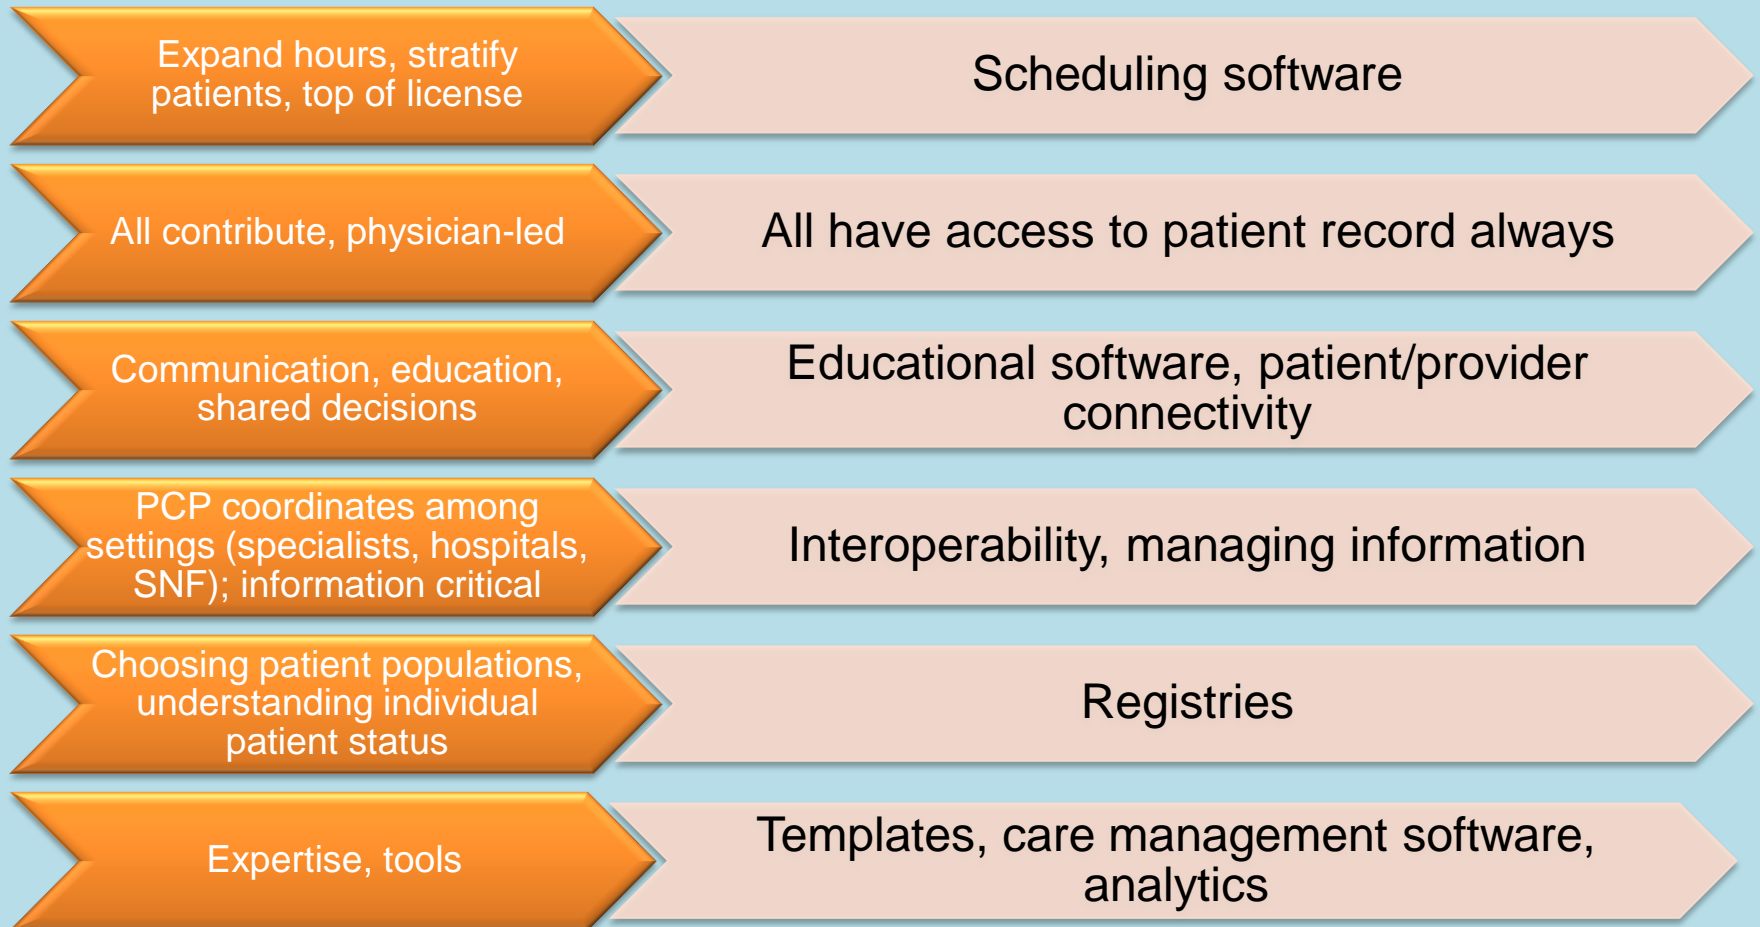 Expand hours, stratify
patients, top of license
Scheduling software
All contribute, physician-led
All have access to patient record always
Communication, education,
shared decisions
Educational software, patient/provider
connectivity
PCP coordinates among
settings (specialists, hospitals,
SNF); information critical
Interoperability, managing information
Choosing patient populations,
understanding individual
patient status
Registries
Expertise, tools
Templates, care management software,
analytics